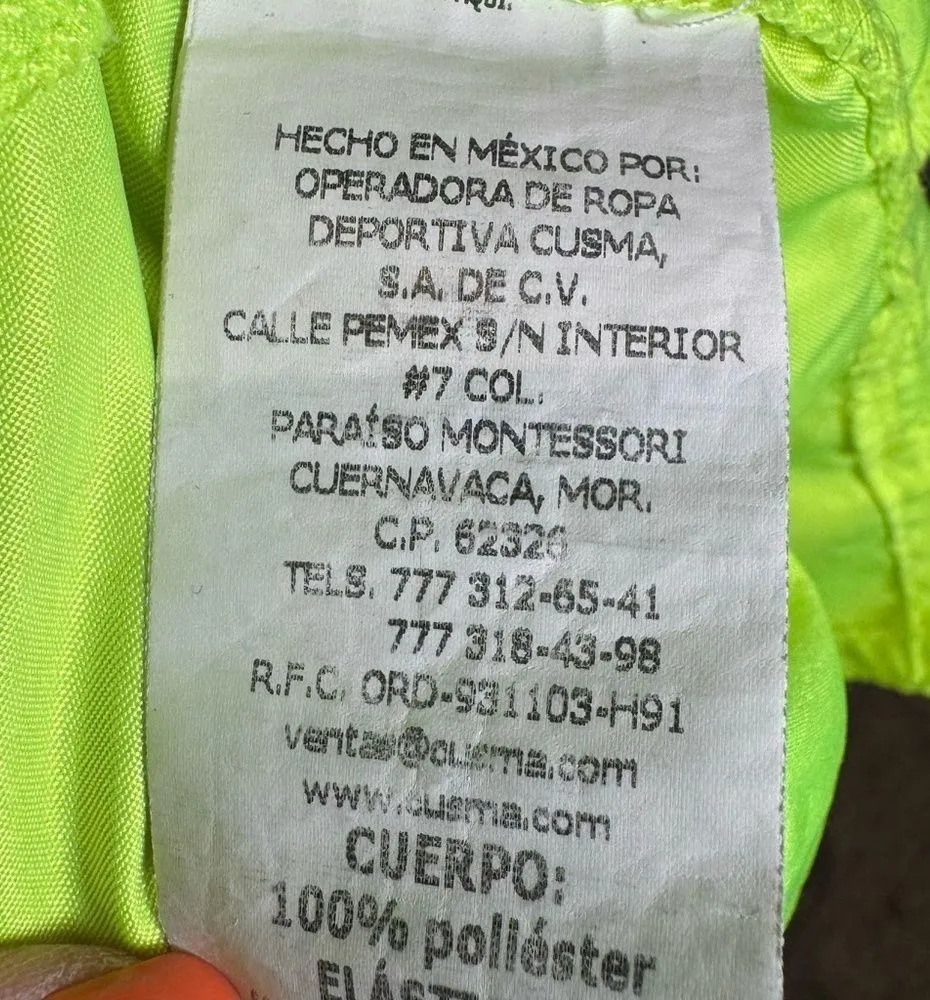 HECHO EN MÉXICO POR:
OPERADORA DE ROPA
DEPORTIVA CUSMA,
S.A. DE C.V.
CALLE PEMEX S/N INTERIOR
#7 COL.
PARAÍSO MONTESSORI
CUERNAVACA, MOR.
C.P. 62326
TELS. 777 312-65-41
777 318-43-98
R.F.C. ORD-931103-H91
ventas@cusma.com
www.cusma.com
CUERPO:
100% poliéster